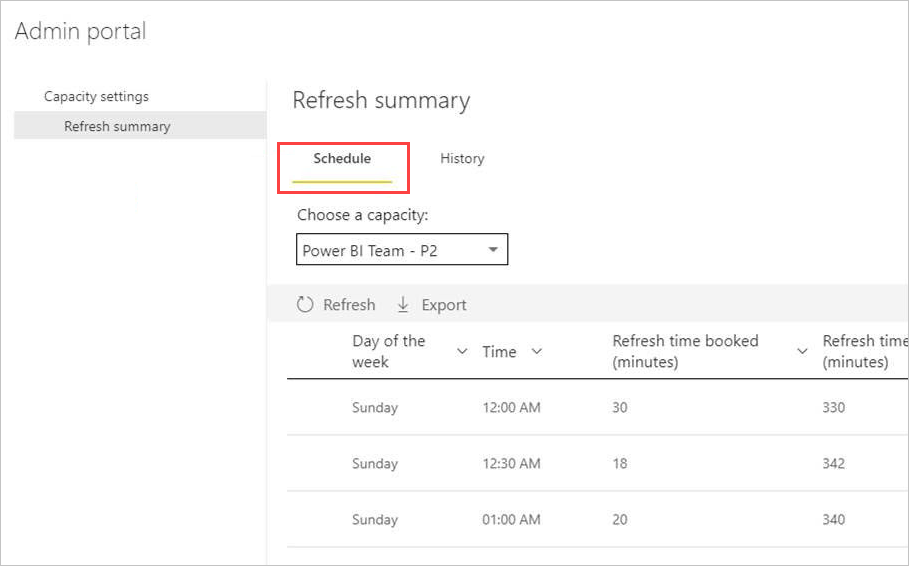 Admin portal
Capacity settings
Refresh summary
Refresh summary
Schedule History
Choose a capacity:
Power BI Team - P2
Refresh Export
Day of the week Time Refresh time booked (minutes) Refresh time (minutes)
Sunday 12:00 AM 30 330
Sunday 12:30 AM 18 342
Sunday 01:00 AM 20 340